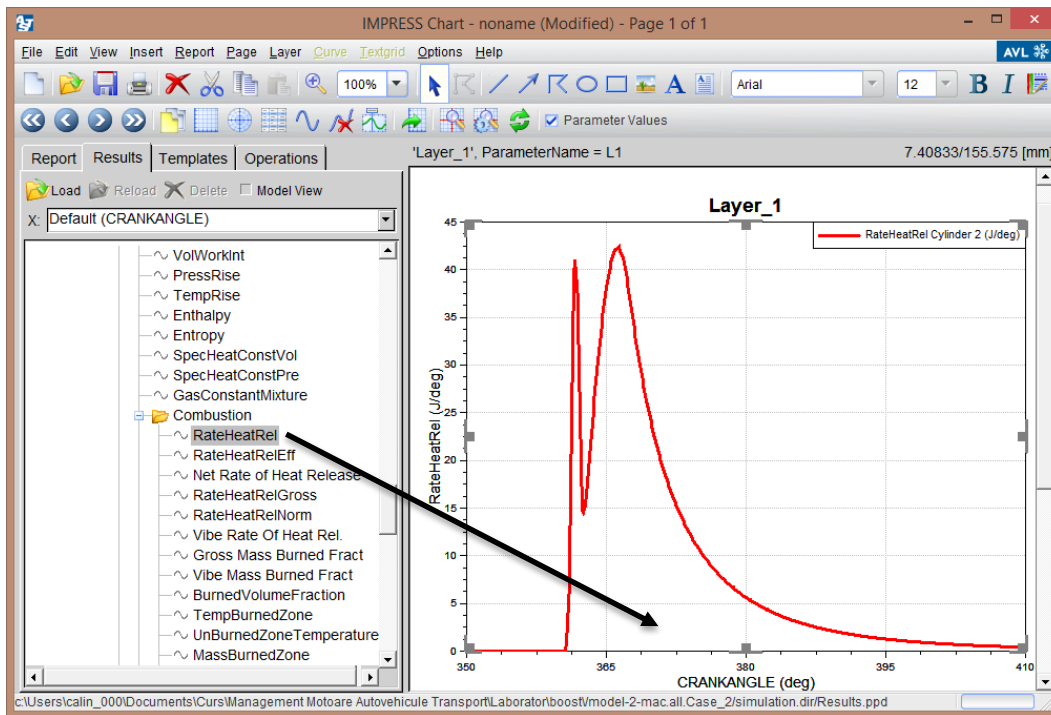 IMPRESS Chart - noname (Modified) - Page 1 of 1
File Edit View Insert Report Page Layer Curve Textgrid Options Help
AVL
100%
A
Arial
12
B I
Parameter Values
Report Results Templates Operations
'Layer_1', ParameterName = L1
7.40833/155.575 [mm]
Load Reload Delete Model View
X: Default (CRANKANGLE)
VolWorkInt
PressRise
TempRise
Enthalpy
Entropy
SpecHeatConstVol
SpecHeatConstPre
GasConstantMixture
Combustion
RateHeatRel
RateHeatRelEff
Net Rate of Heat Release
RateHeatRelGross
RateHeatRelNorm
Vibe Rate Of Heat Rel.
Gross Mass Burned Fract
Vibe Mass Burned Fract
BurnedVolumeFraction
TempBurnedZone
UnBurnedZoneTemperature
MassBurnedZone
Layer_1
RateHeatRel Cylinder 2 (J/deg)
RateHeatRel (J/deg)
45
40
35
30
25
20
15
10
5
0
350 365 380 395 410
CRANKANGLE (deg)
c:\Users\calin_000\Documents\Curs\Management Motoare Autovehicule Transport\Laborator\boost\/model-2-mac.all.Case_2/simulation.dir/Results.ppd